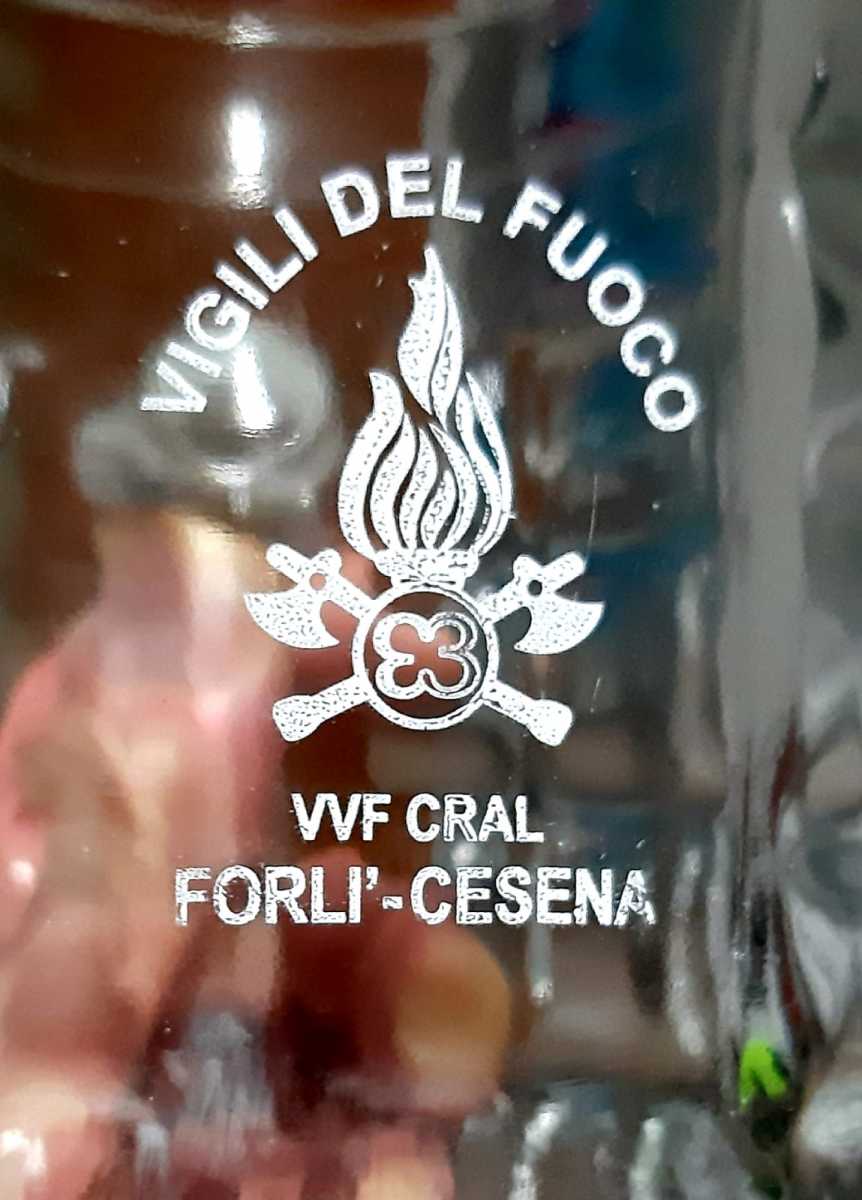 VIGILI DEL FUOCO
VVF CRAL
FORLI'-CESENA